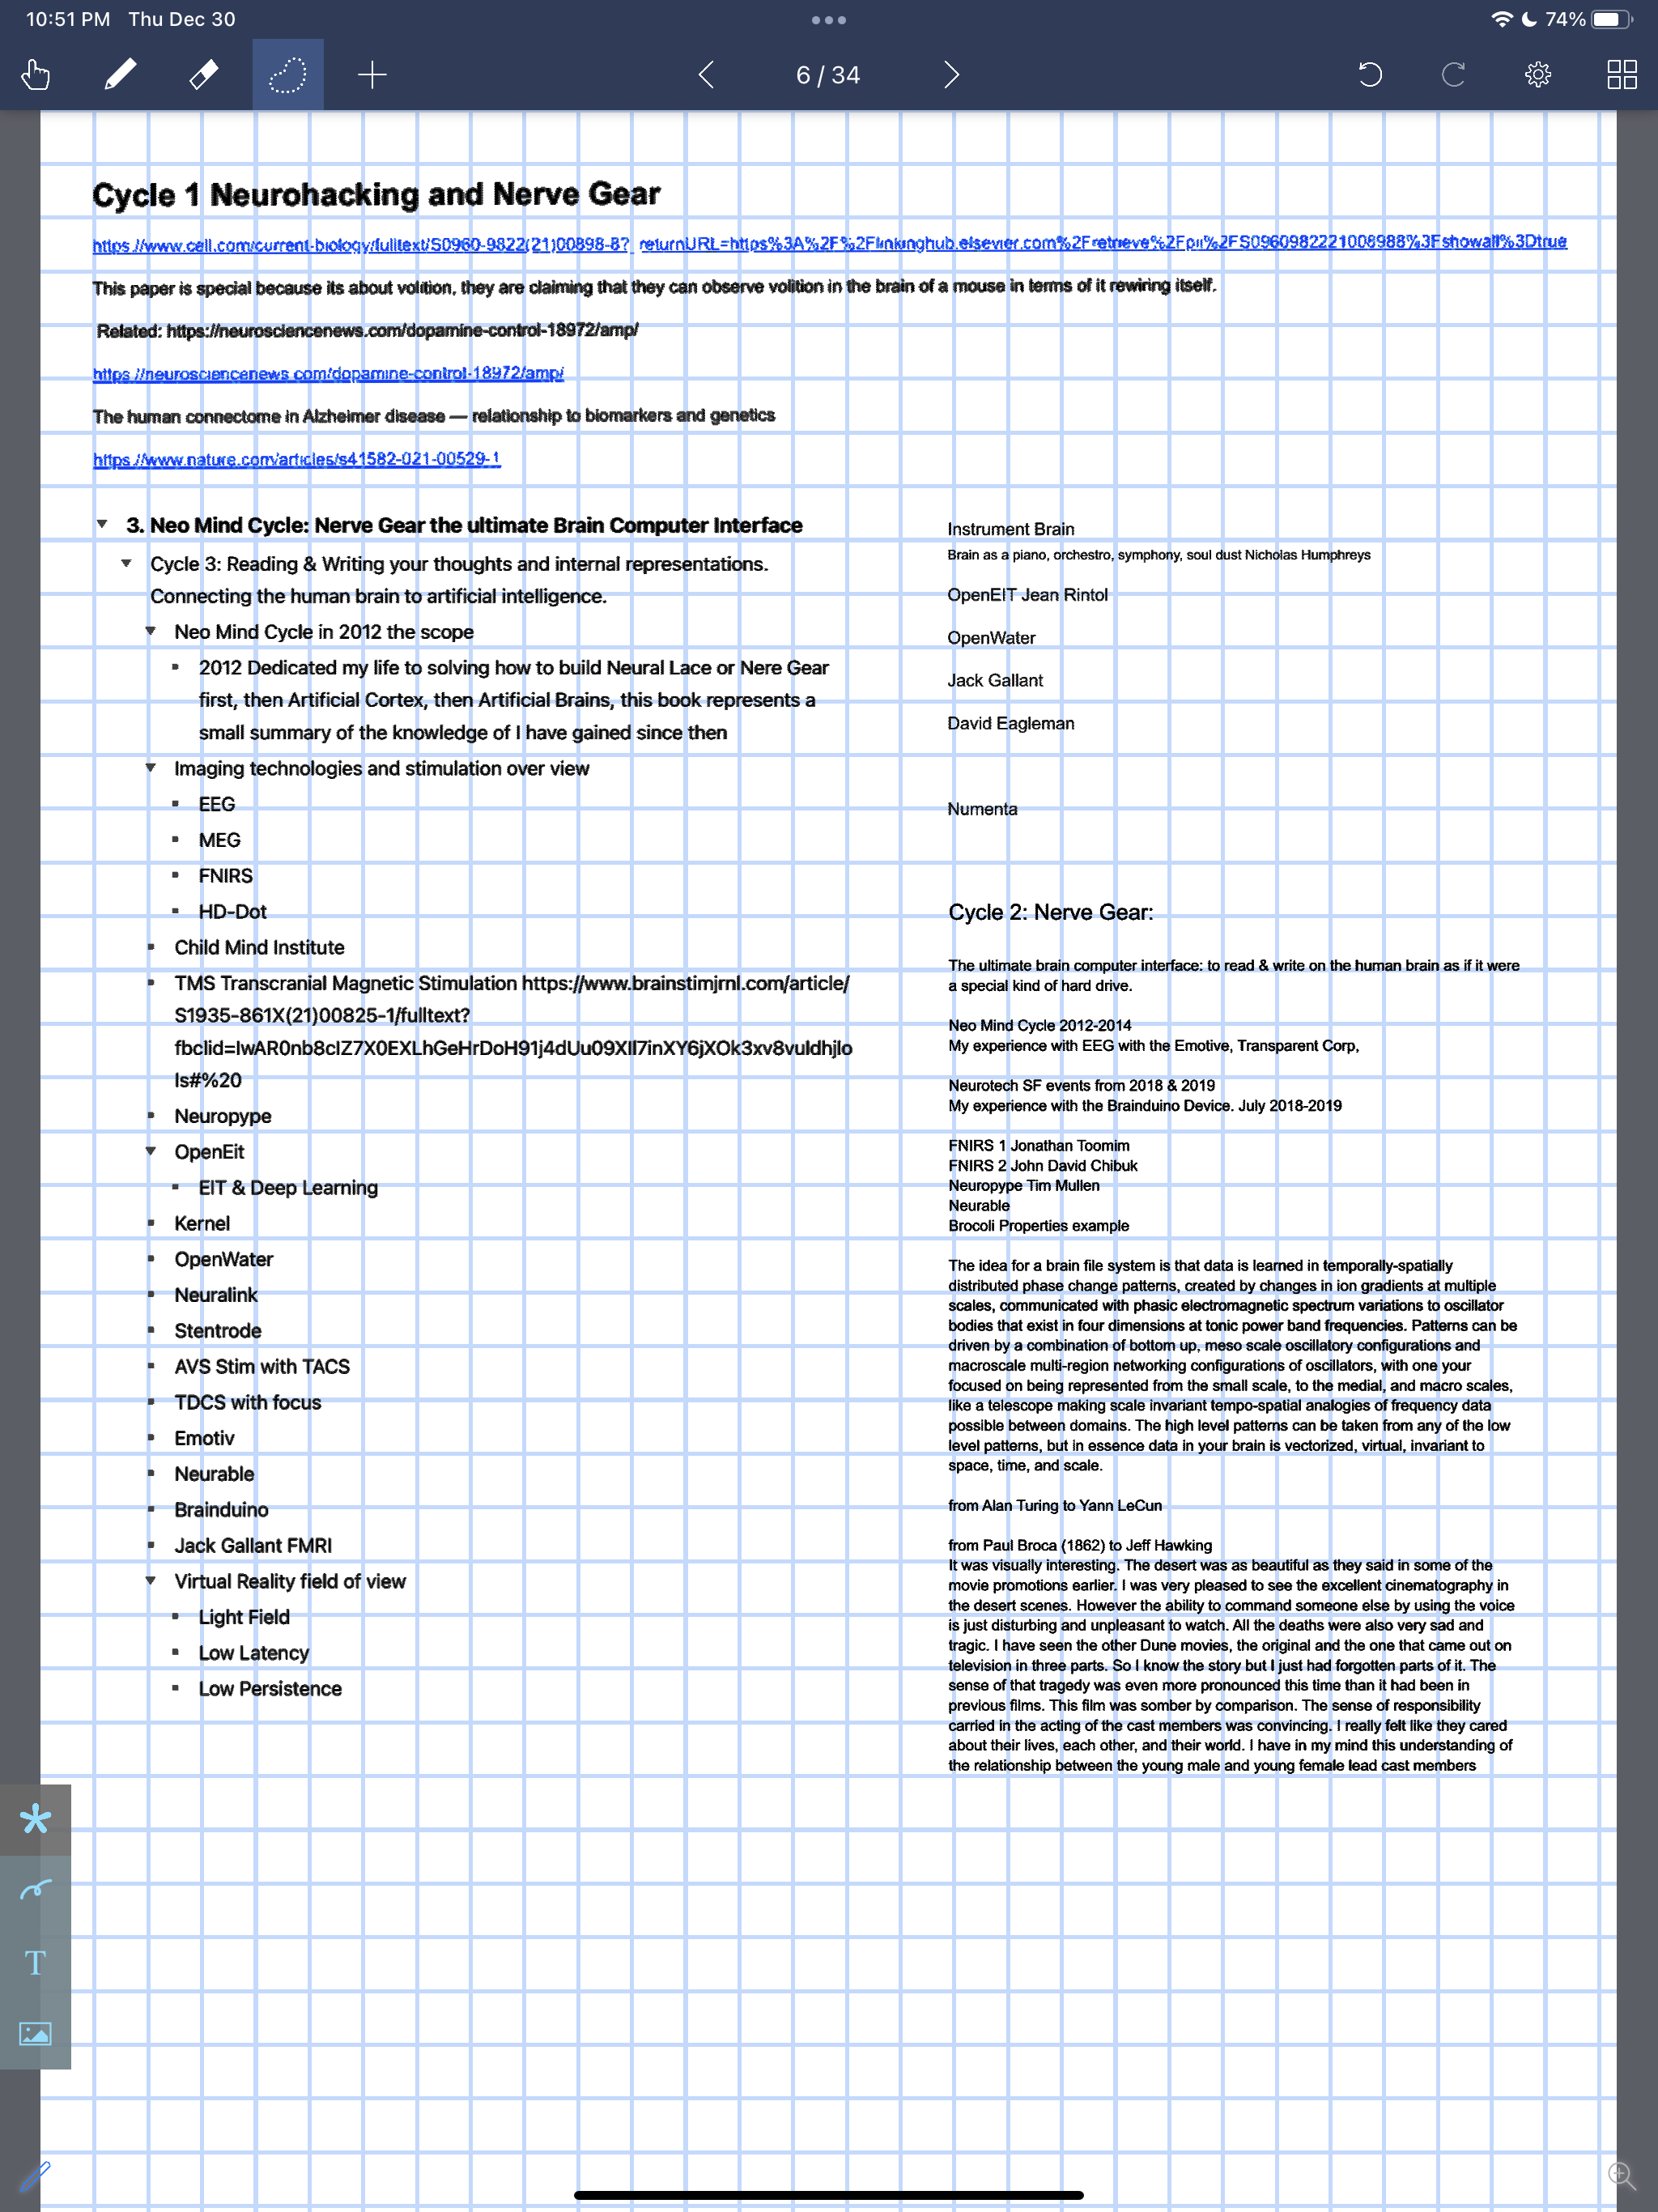 10:51 PM Thu Dec 30
74%
6 / 34
Cycle 1 Neurohacking and Nerve Gear
https://www.cell.com/current-biology/fulltext/S0960-9822(21)00898-8?_returnURL=https%3A%2F%2Flinkinghub.elsevier.com%2Fretrieve%2Fpii%2FS0960982221008988%3Fshowall%3Dtrue
This paper is special because its about volition, they are claiming that they can observe volition in the brain of a mouse in terms of it rewiring itself.
Related: https://neurosciencenews.com/dopamine-control-18972/amp/
https://neurosciencenews.com/dopamine-control-18972/amp/
The human connectome in Alzheimer disease — relationship to biomarkers and genetics
https://www.nature.com/articles/s41582-021-00529-1
3. Neo Mind Cycle: Nerve Gear the ultimate Brain Computer Interface
Cycle 3: Reading & Writing your thoughts and internal representations.
Connecting the human brain to artificial intelligence.
Neo Mind Cycle in 2012 the scope
2012 Dedicated my life to solving how to build Neural Lace or Nere Gear
first, then Artificial Cortex, then Artificial Brains, this book represents a
small summary of the knowledge of I have gained since then
Imaging technologies and stimulation over view
EEG
MEG
FNIRS
HD-Dot
Child Mind Institute
TMS Transcranial Magnetic Stimulation https://www.brainstimjrnl.com/article/
S1935-861X(21)00825-1/fulltext?
fbclid=IwAR0nb8cIZ7X0EXLhGeHrDoH91j4dUu09XIl7inXY6jXOk3xv8vuldhjlo
Is#%20
Neuropype
OpenEit
EIT & Deep Learning
Kernel
OpenWater
Neuralink
Stentrode
AVS Stim with TACS
TDCS with focus
Emotiv
Neurable
Brainduino
Jack Gallant FMRI
Virtual Reality field of view
Light Field
Low Latency
Low Persistence
Instrument Brain
Brain as a piano, orchestro, symphony, soul dust Nicholas Humphreys
OpenEIT Jean Rintol
OpenWater
Jack Gallant
David Eagleman
Numenta
Cycle 2: Nerve Gear:
The ultimate brain computer interface: to read & write on the human brain as if it were
a special kind of hard drive.
Neo Mind Cycle 2012-2014
My experience with EEG with the Emotive, Transparent Corp,
Neurotech SF events from 2018 & 2019
My experience with the Brainduino Device. July 2018-2019
FNIRS 1 Jonathan Toomim
FNIRS 2 John David Chibuk
Neuropype Tim Mullen
Neurable
Brocoli Properties example
The idea for a brain file system is that data is learned in temporally-spatially
distributed phase change patterns, created by changes in ion gradients at multiple
scales, communicated with phasic electromagnetic spectrum variations to oscillator
bodies that exist in four dimensions at tonic power band frequencies. Patterns can be
driven by a combination of bottom up, meso scale oscillatory configurations and
macroscale multi-region networking configurations of oscillators, with one your
focused on being represented from the small scale, to the medial, and macro scales,
like a telescope making scale invariant tempo-spatial analogies of frequency data
possible between domains. The high level patterns can be taken from any of the low
level patterns, but in essence data in your brain is vectorized, virtual, invariant to
space, time, and scale.
from Alan Turing to Yann LeCun
from Paul Broca (1862) to Jeff Hawking
It was visually interesting. The desert was as beautiful as they said in some of the
movie promotions earlier. I was very pleased to see the excellent cinematography in
the desert scenes. However the ability to command someone else by using the voice
is just disturbing and unpleasant to watch. All the deaths were also very sad and
tragic. I have seen the other Dune movies, the original and the one that came out on
television in three parts. So I know the story but I just had forgotten parts of it. The
sense of that tragedy was even more pronounced this time than it had been in
previous films. This film was somber by comparison. The sense of responsibility
carried in the acting of the cast members was convincing. I really felt like they cared
about their lives, each other, and their world. I have in my mind this understanding of
the relationship between the young male and young female lead cast members
T